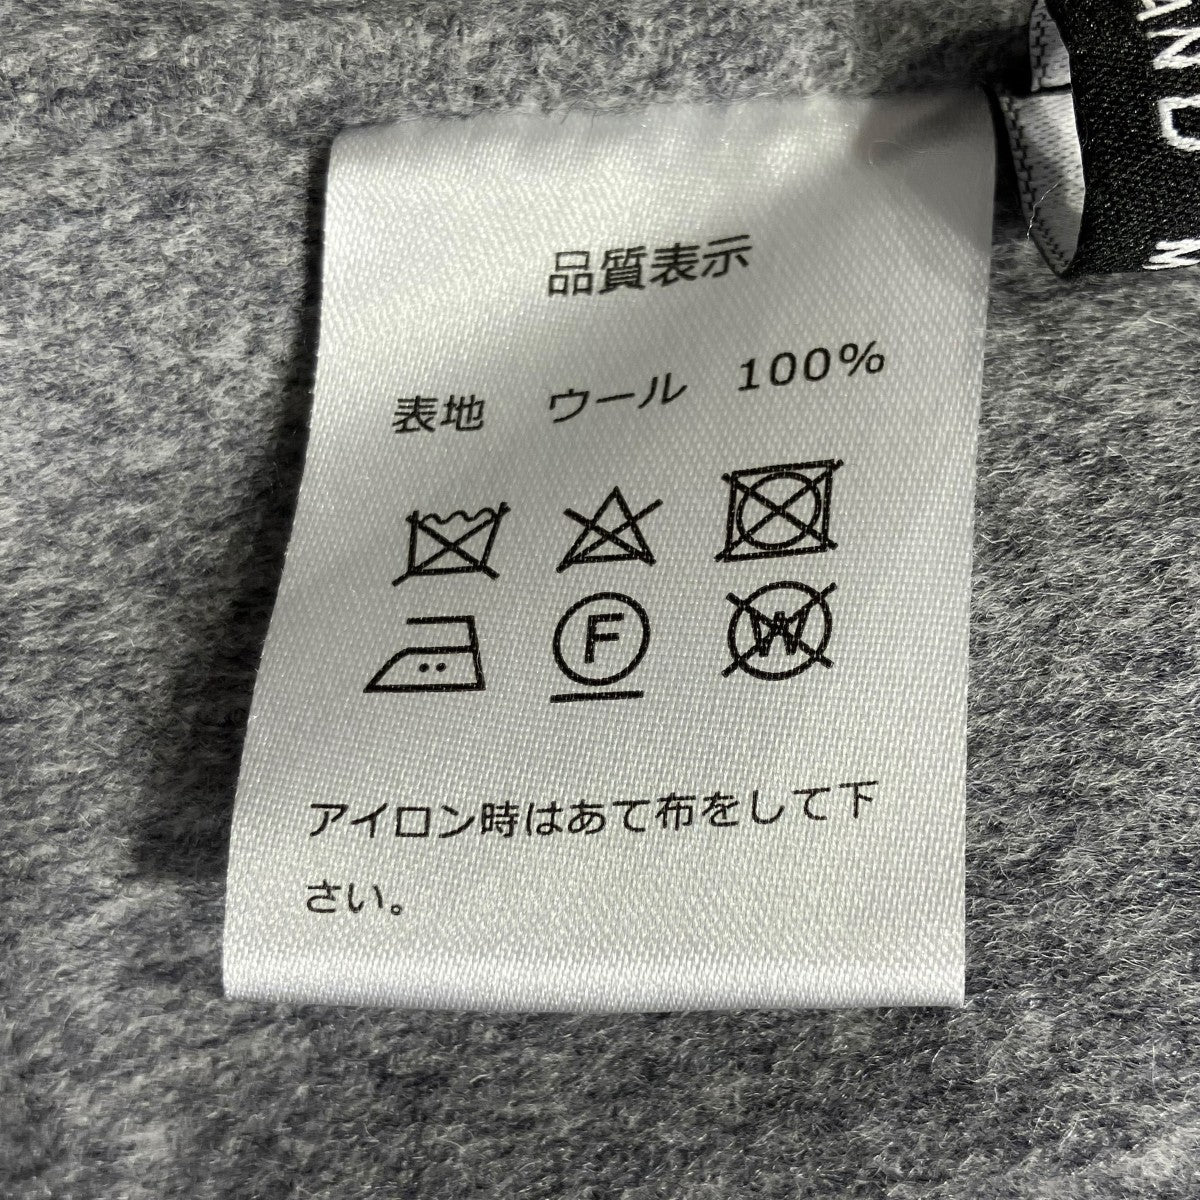 品質表示
表地 ウール 100%
F W
アイロン時はあて布をして下
さい。
AND
M